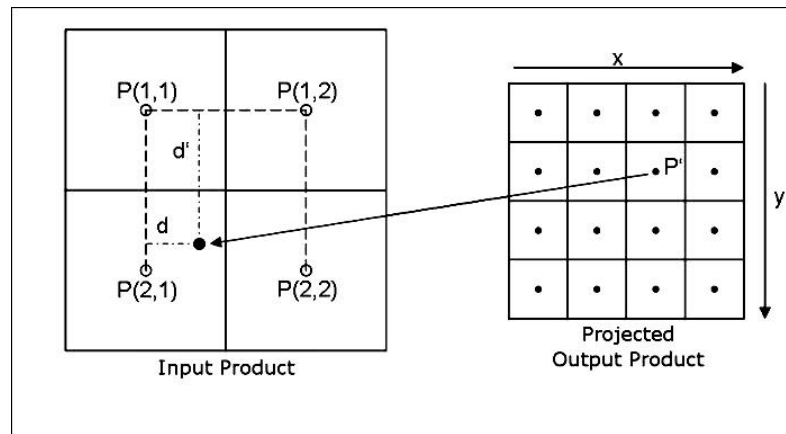 x
P(1,1) P(1,2)
d‘
P‘
y
d
P(2,1) P(2,2)
Input Product
Projected
Output Product